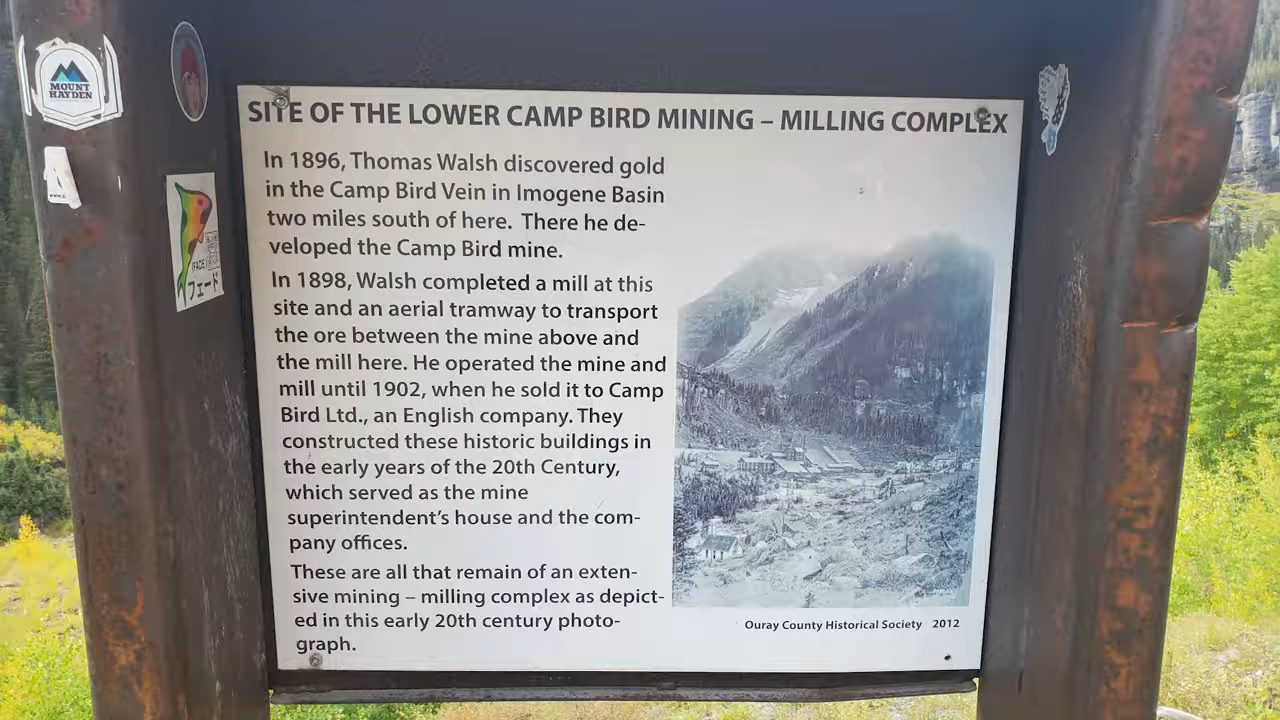 MOUNT
HAYDEN
(FADE)
フェード
SITE OF THE LOWER CAMP BIRD MINING – MILLING COMPLEX
In 1896, Thomas Walsh discovered gold
in the Camp Bird Vein in Imogene Basin
two miles south of here.  There he de-
veloped the Camp Bird mine.
In 1898, Walsh completed a mill at this
site and an aerial tramway to transport
the ore between the mine above and
the mill here. He operated the mine and
mill until 1902, when he sold it to Camp
Bird Ltd., an English company. They
constructed these historic buildings in
the early years of the 20th Century,
which served as the mine
superintendent's house and the com-
pany offices.
These are all that remain of an exten-
sive mining – milling complex as depict-
ed in this early 20th century photo-
graph.
Ouray County Historical Society   2012